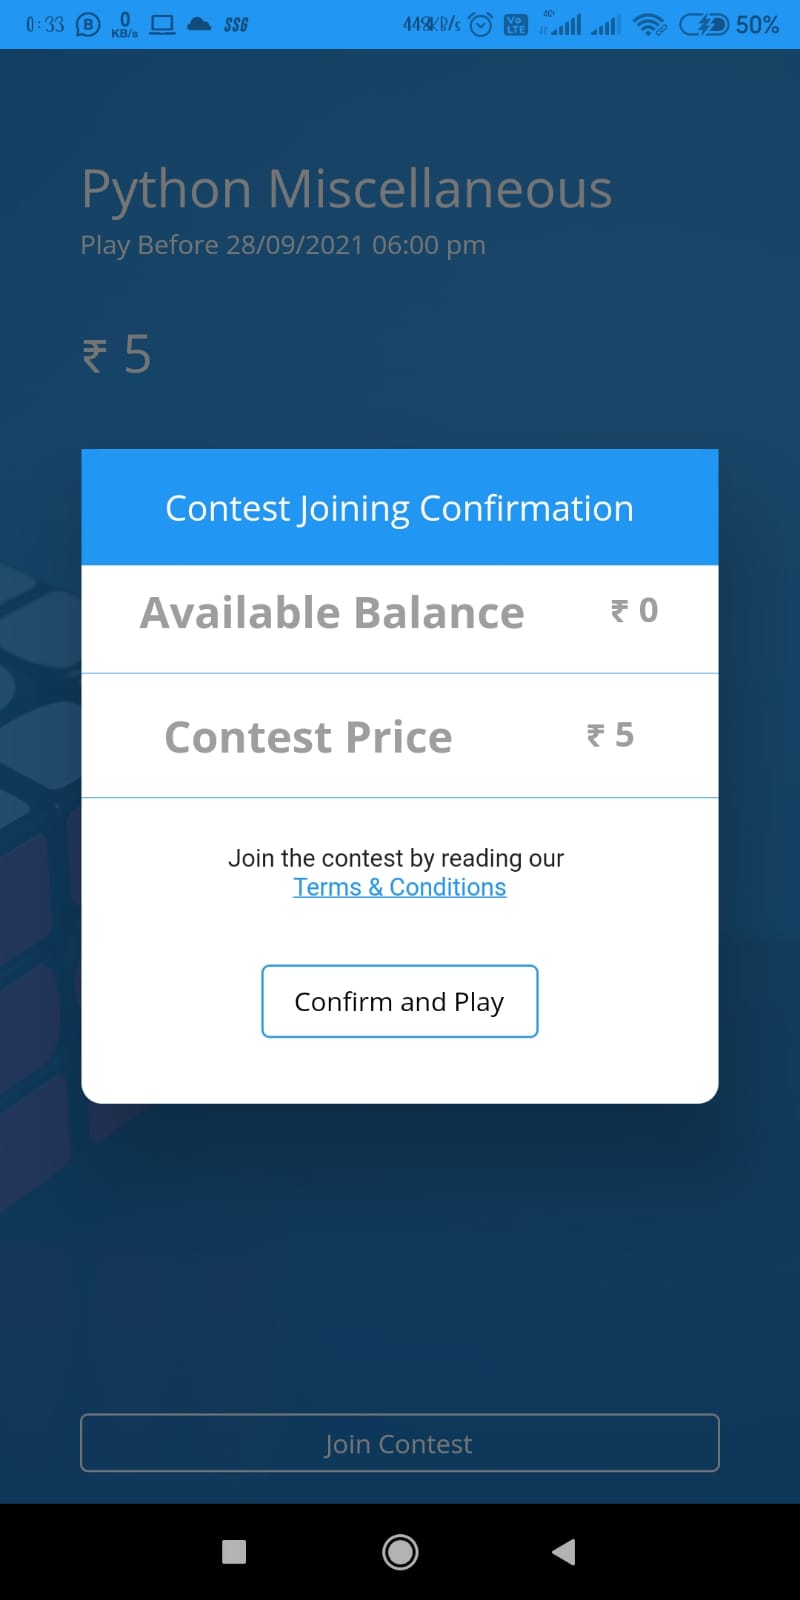 0:33 B 0 KB/s SSG 448KB/s Vo LTE 4G+ 50%
Python Miscellaneous
Play Before 28/09/2021 06:00 pm
₹ 5
Contest Joining Confirmation
Available Balance ₹ 0
Contest Price ₹ 5
Join the contest by reading our
Terms & Conditions
Confirm and Play
Join Contest